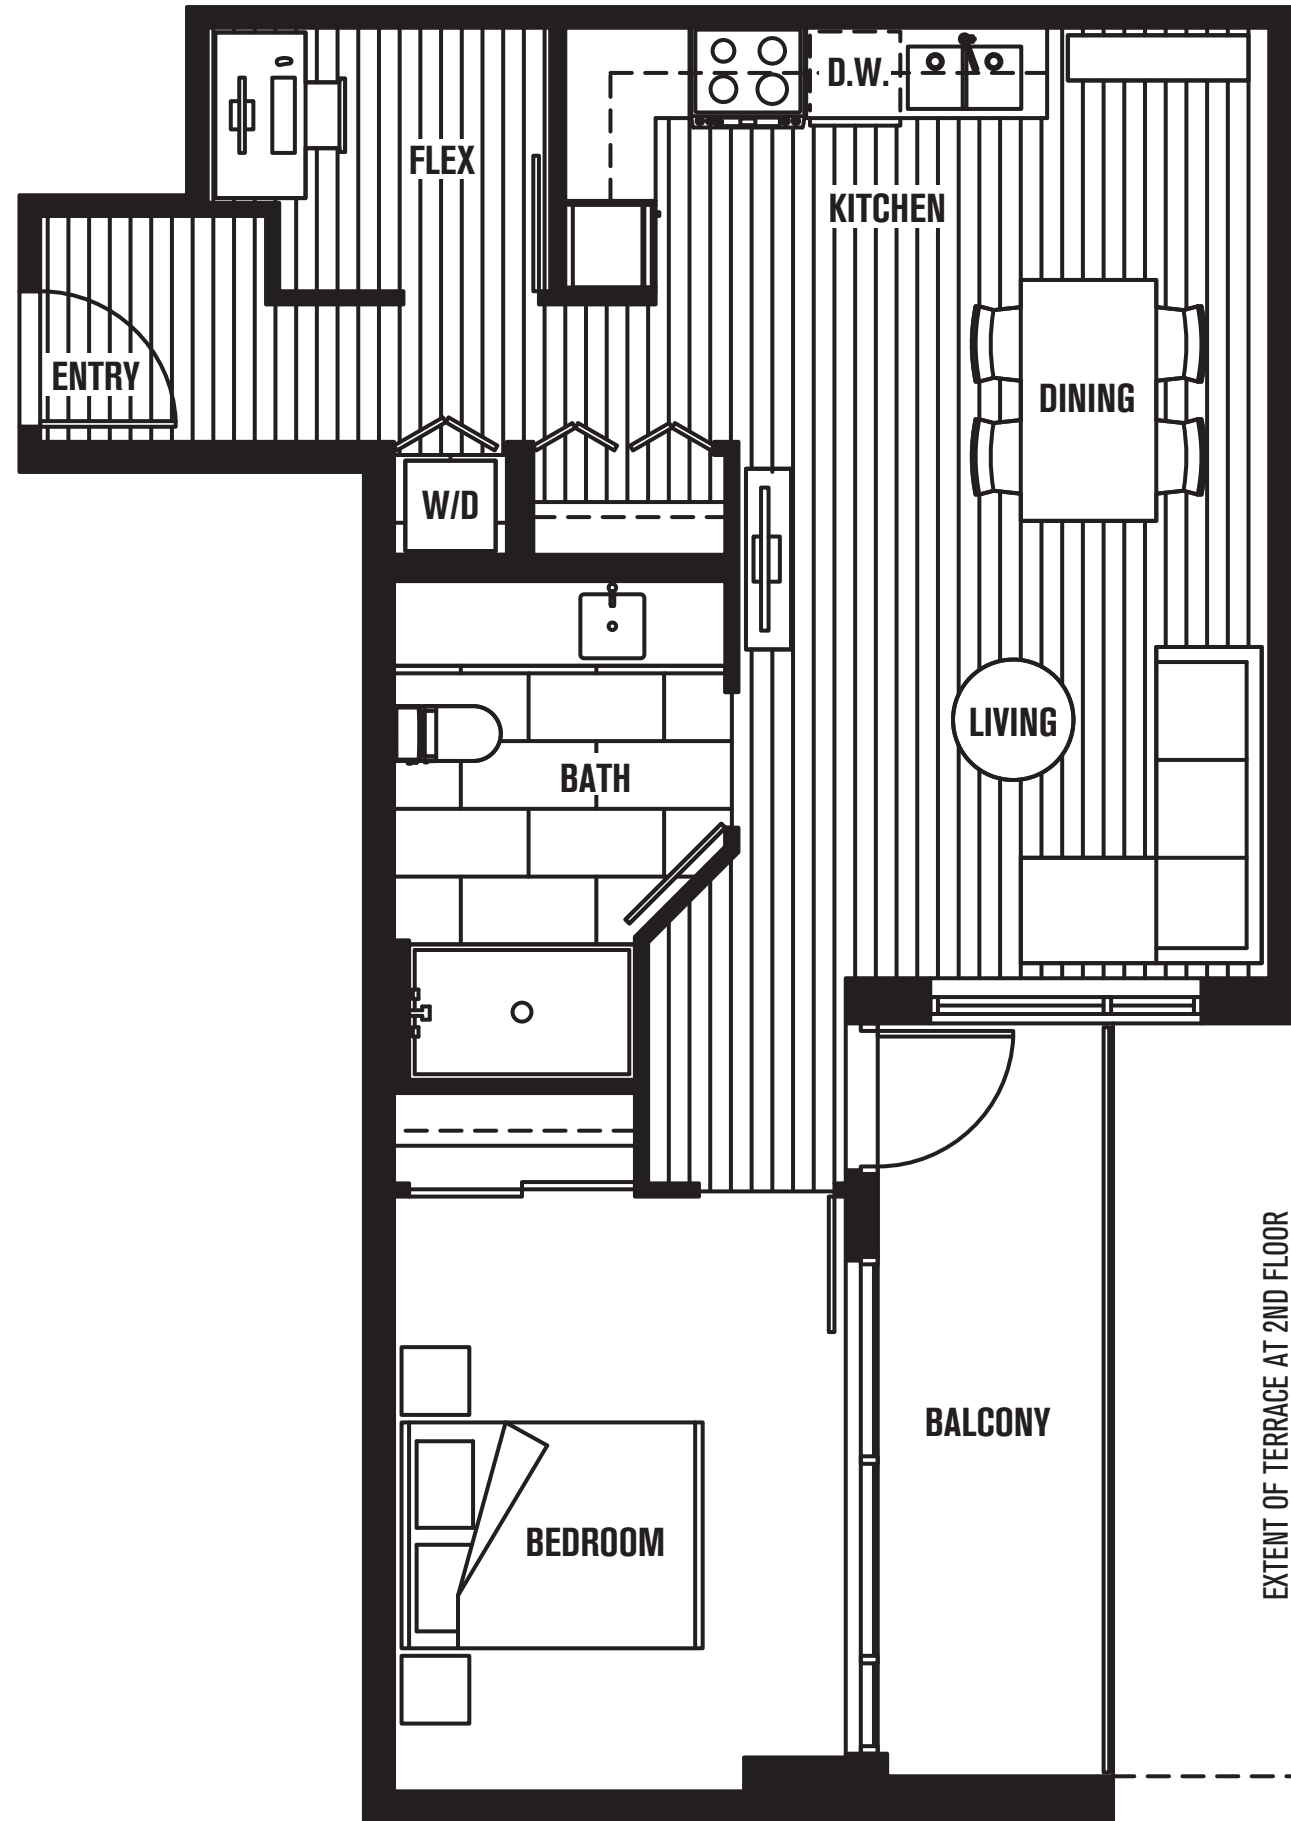 D.W.
FLEX
KITCHEN
ENTRY
DINING
W/D
LIVING
BATH
BALCONY
BEDROOM
EXTENT OF TERRACE AT 2ND FLOOR